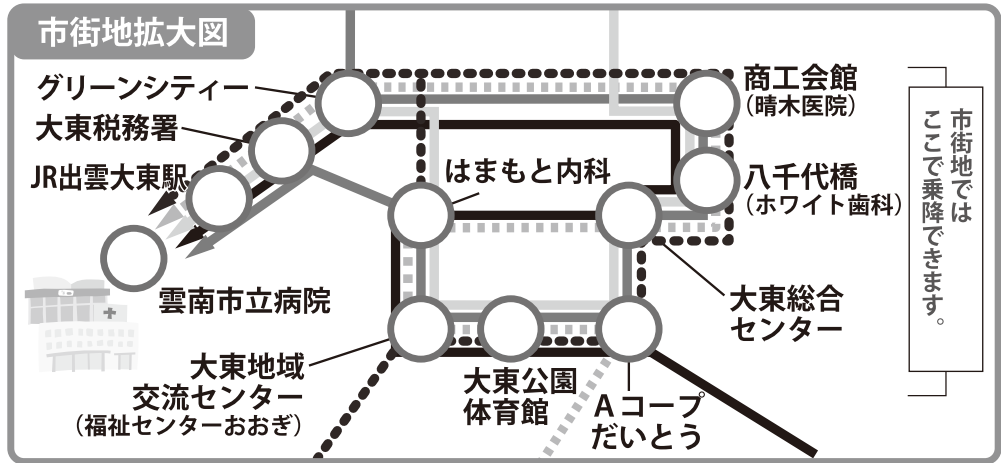 市街地拡大図
グリーンシティー
大東税務署
JR出雲大東駅
雲南市立病院
はまもと内科
商工会館
（晴木医院）
八千代橋
（ホワイト歯科）
大東総合
センター
大東地域
交流センター
（福祉センターおおぎ）
大東公園
体育館
Aコープ
だいとう
市街地では
ここで乗降できます。